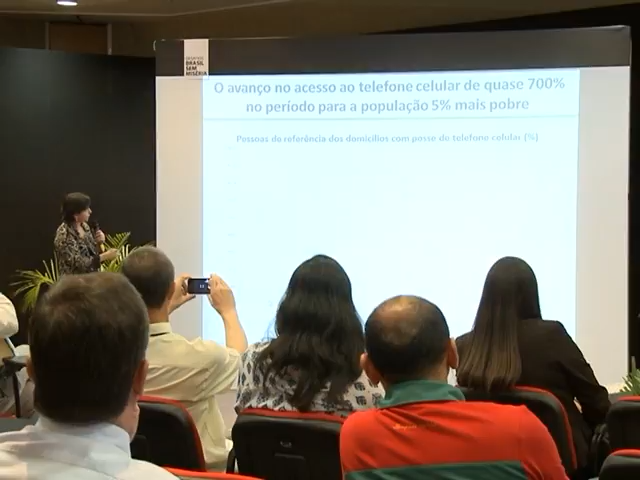 BRASIL
SEM
MISÉRIA
O avanço no acesso ao telefone celular de quase 700%
no período para a população 5% mais pobre
Pessoas de referência dos domicílios com posse de telefone celular (%)